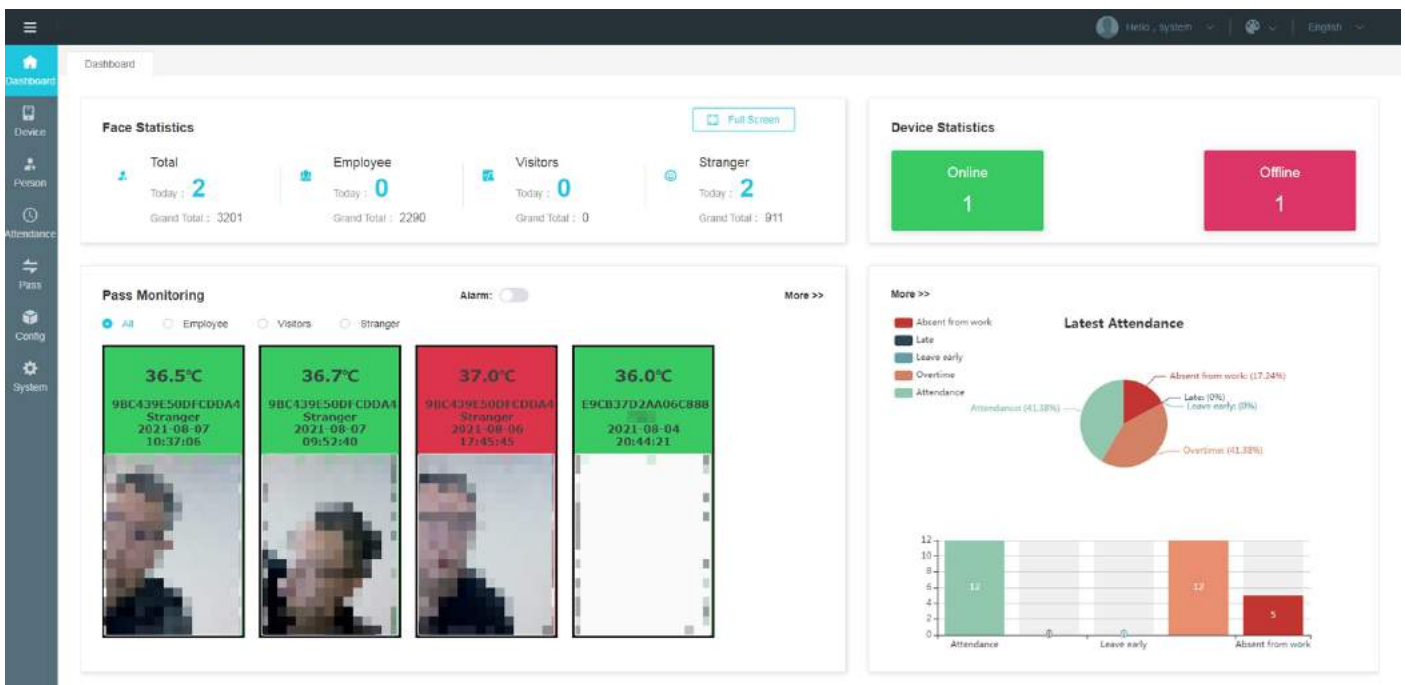 Hello , system
English
Dashboard
Device
Person
Attendance
Pass
Config
System
Dashboard
Face Statistics
Full Screen
Total
Today : 2
Grand Total : 3201
Employee
Today : 0
Grand Total : 2290
Visitors
Today : 0
Grand Total : 0
Stranger
Today : 2
Grand Total : 911
Device Statistics
Online
1
Offline
1
Pass Monitoring
Alarm:
More >>
All
Employee
Visitors
Stranger
36.5°C
9BC439E50DFCDDA4
Stranger
2021-08-07
10:37:06
36.7°C
9BC439E50DFCDDA4
Stranger
2021-08-07
09:52:40
37.0°C
9BC439E50DFCDDA4
Stranger
2021-08-06
17:45:45
36.0°C
E9CB37D2AA06C888
2021-08-04
20:44:21
More >>
Absent from work
Late
Leave early
Overtime
Attendance
Latest Attendance
Absent from work: (17.24%)
Late: (0%)
Leave early: (0%)
Attendance: (41.38%)
Overtime: (41.38%)
12
10
8
6
4
2
0
12
0
0
12
5
Attendance
Leave early
Absent from work